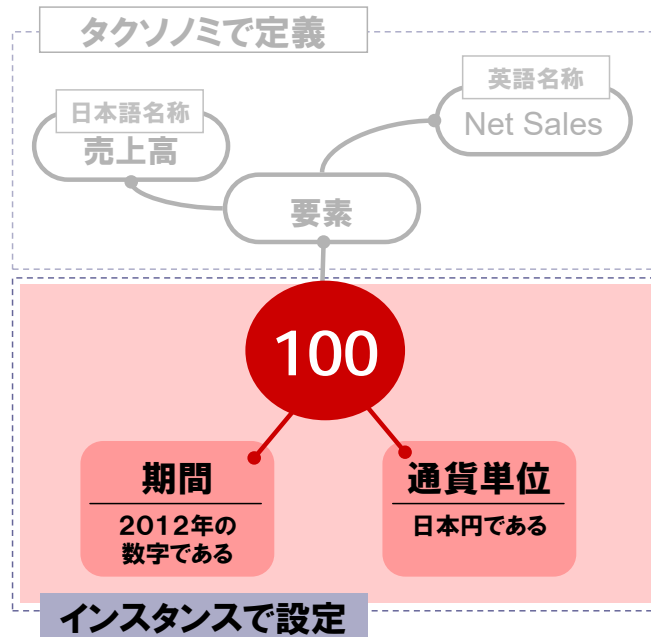 タクソノミで定義
英語名称
Net Sales
日本語名称
売上高
要素
100
期間
2012年の
数字である
通貨単位
日本円である
インスタンスで設定